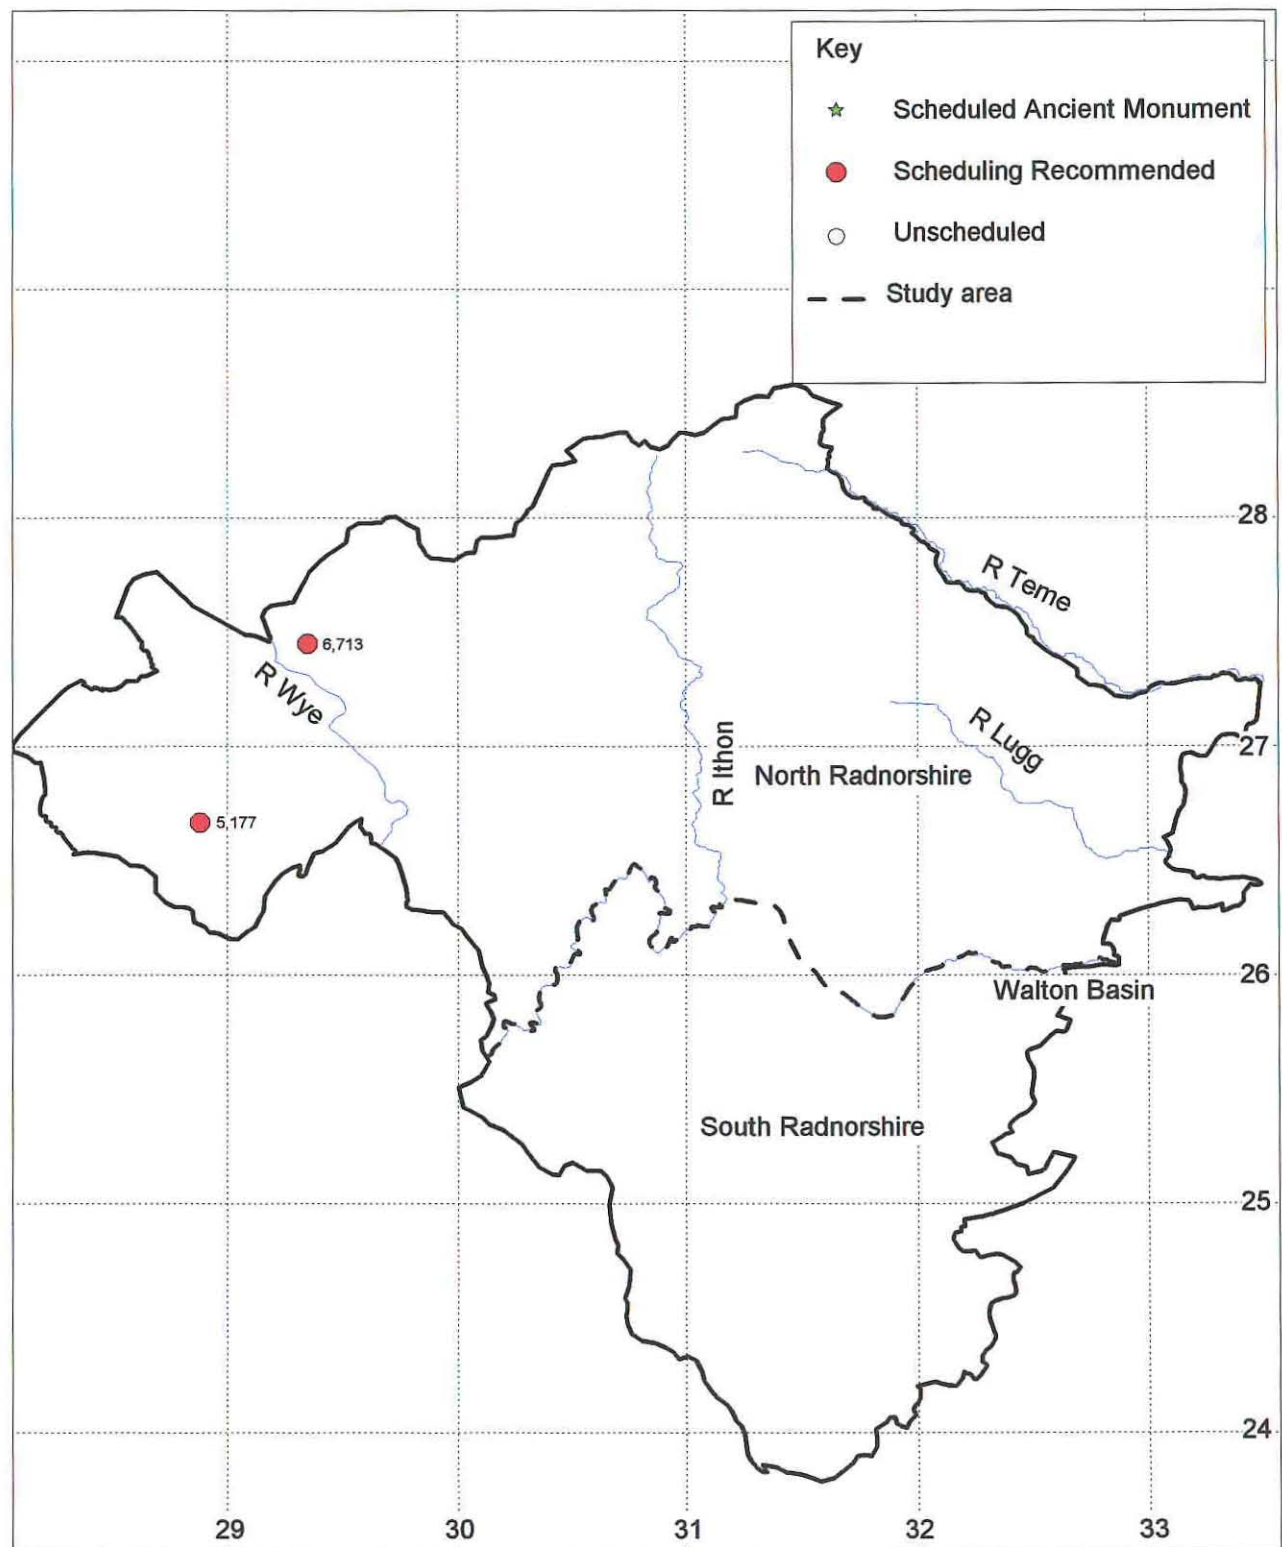 Key
Scheduled Ancient Monument
Scheduling Recommended
Unscheduled
Study area
28
R Teme
6,713
R Wye
R Lugg
27
R Ithon
North Radnorshire
5,177
26
Walton Basin
South Radnorshire
25
24
29
30
31
32
33